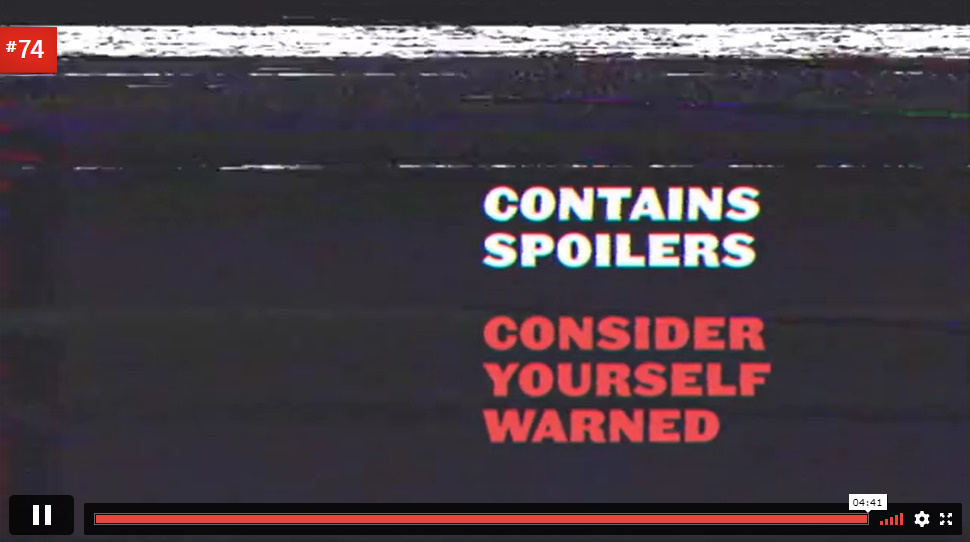 #74
CONTAINS
SPOILERS
CONSIDER
YOURSELF
WARNED
04:41